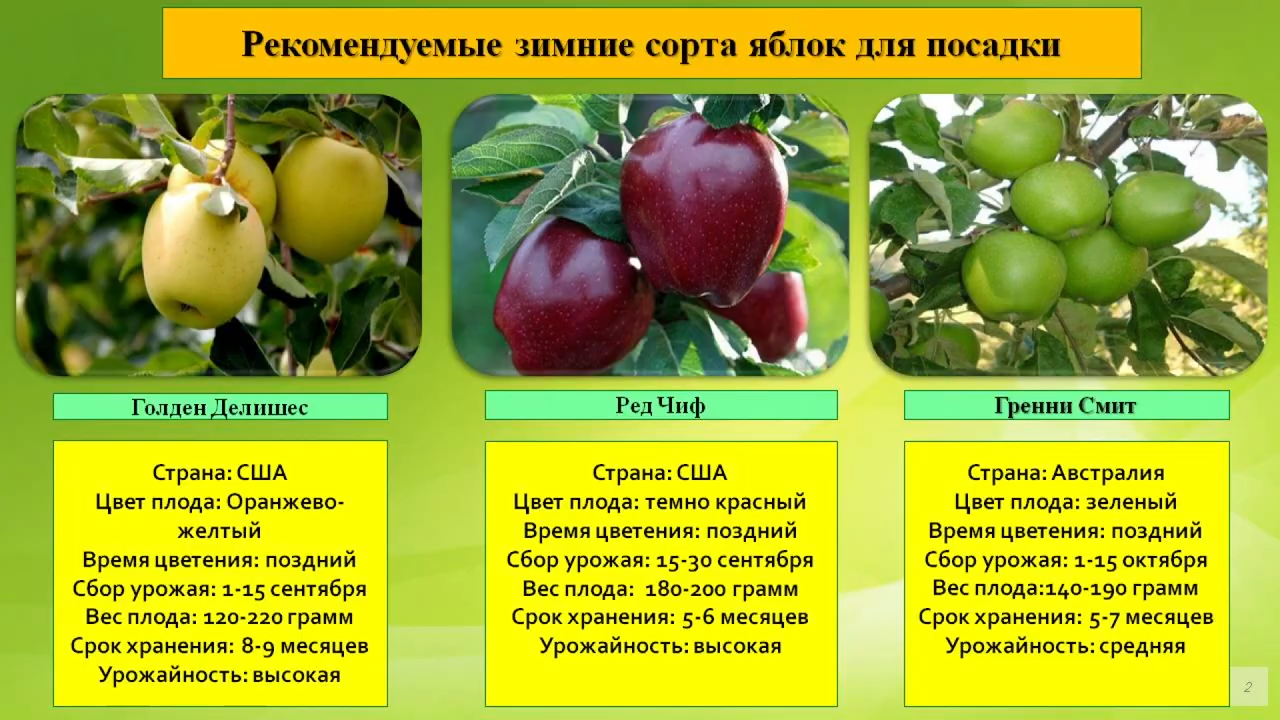 Рекомендуемые зимние сорта яблок для посадки
Голден Делишес
Страна: США
Цвет плода: Оранжево-
желтый
Время цветения: поздний
Сбор урожая: 1-15 сентября
Вес плода: 120-220 грамм
Срок хранения: 8-9 месяцев
Урожайность: высокая
Ред Чиф
Страна: США
Цвет плода: темно красный
Время цветения: поздний
Сбор урожая: 15-30 сентября
Вес плода: 180-200 грамм
Срок хранения: 5-6 месяцев
Урожайность: высокая
Гренни Смит
Страна: Австралия
Цвет плода: зеленый
Время цветения: поздний
Сбор урожая: 1-15 октября
Вес плода:140-190 грамм
Срок хранения: 5-7 месяцев
Урожайность: средняя
2